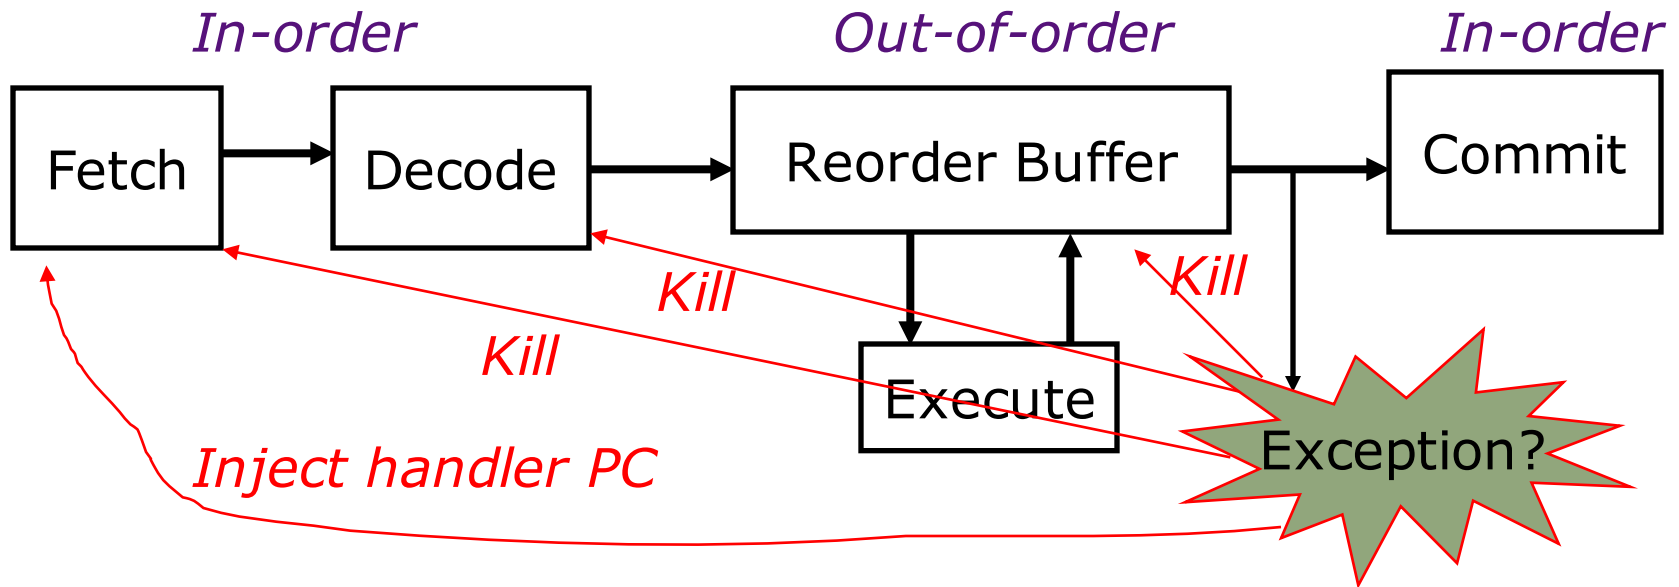 In-order
Out-of-order
In-order
Fetch
Decode
Reorder Buffer
Commit
Kill
Kill
Kill
Execute
Inject handler PC
Exception?